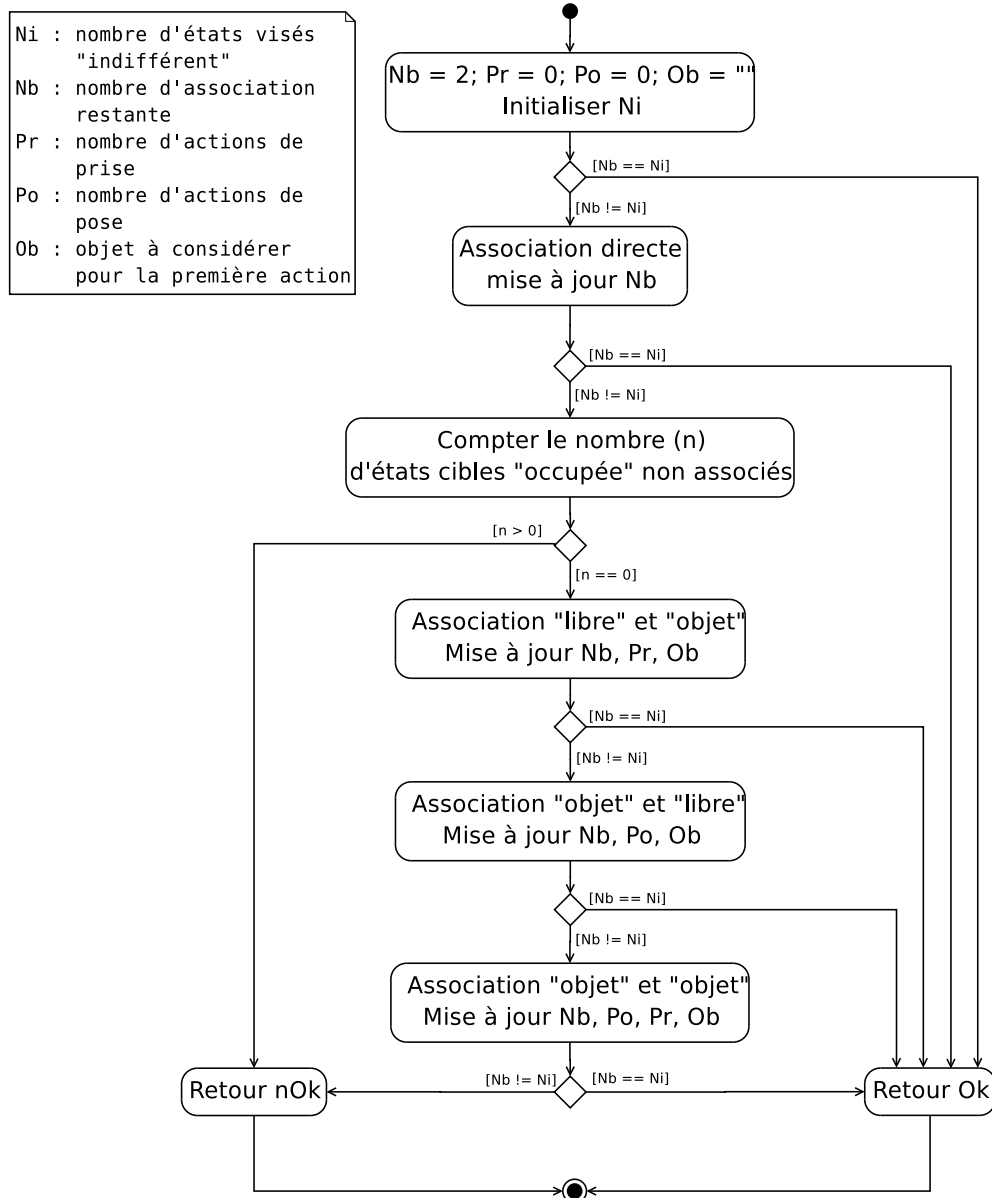 Ni : nombre d'états visés
"indifférent"
Nb : nombre d'association
restante
Pr : nombre d'actions de
prise
Po : nombre d'actions de
pose
Ob : objet à considérer
pour la première action
Nb = 2; Pr = 0; Po = 0; Ob = ""
Initialiser Ni
[Nb == Ni]
[Nb != Ni]
Association directe
mise à jour Nb
[Nb == Ni]
[Nb != Ni]
Compter le nombre (n)
d'états cibles "occupée" non associés
[n > 0]
[n == 0]
Association "libre" et "objet"
Mise à jour Nb, Pr, Ob
[Nb == Ni]
[Nb != Ni]
Association "objet" et "libre"
Mise à jour Nb, Po, Ob
[Nb == Ni]
[Nb != Ni]
Association "objet" et "objet"
Mise à jour Nb, Po, Pr, Ob
[Nb != Ni]
[Nb == Ni]
Retour nOk
Retour Ok